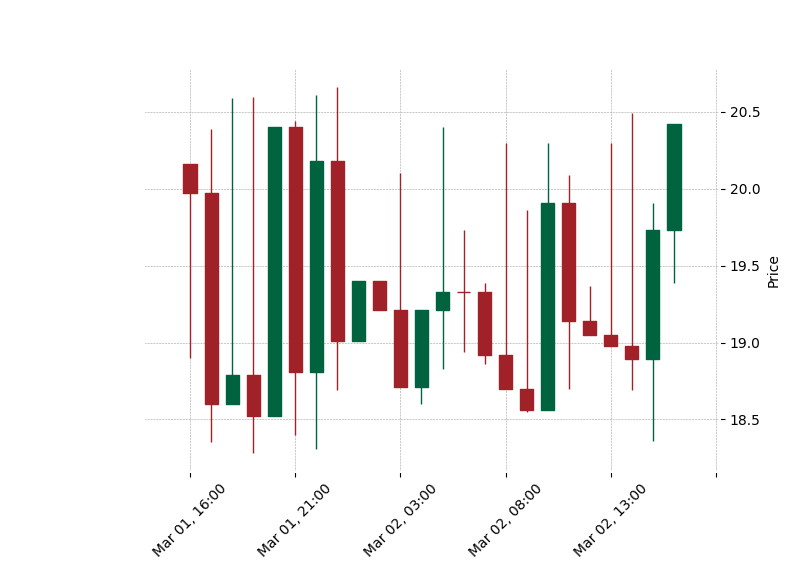 20.5
20.0
19.5
19.0
18.5
Price
Mar 01, 16:00
Mar 01, 21:00
Mar 02, 03:00
Mar 02, 08:00
Mar 02, 13:00